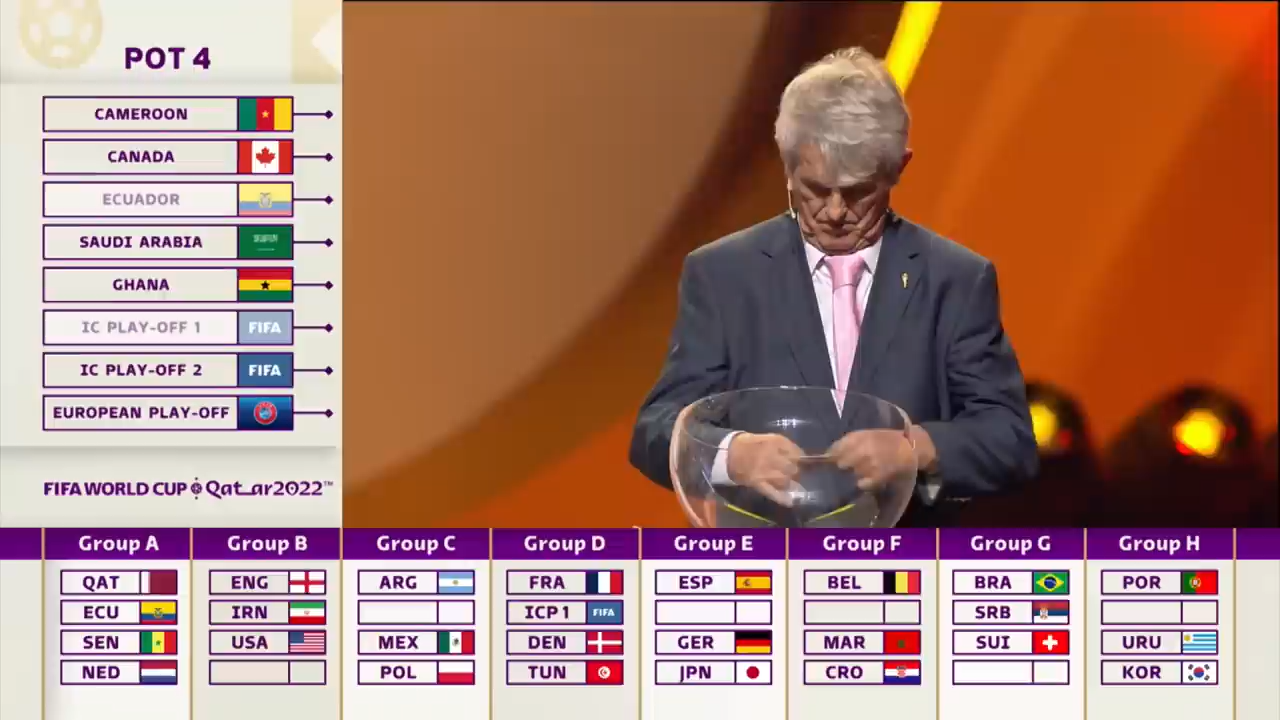 POT 4
CAMEROON
CANADA
ECUADOR
SAUDI ARABIA
GHANA
IC PLAY-OFF 1 FIFA
IC PLAY-OFF 2 FIFA
EUROPEAN PLAY-OFF
FIFA WORLD CUP Qatar2022™
Group A Group B Group C Group D Group E Group F Group G Group H
QAT ENG ARG FRA ESP BEL BRA POR
ECU IRN ICP 1 FIFA SRB
SEN USA MEX DEN GER MAR SUI URU
NED POL TUN JPN CRO KOR